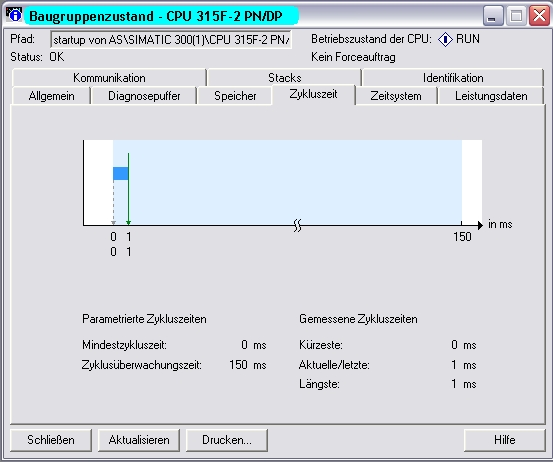 Baugruppenzustand - CPU 315F-2 PN/DP
Pfad: startup von AS\SIMATIC 300(1)\CPU 315F-2 PN/ Betriebszustand der CPU: RUN
Status: OK Kein Forceauftrag
Kommunikation Stacks Identifikation
Allgemein Diagnosepuffer Speicher Zykluszeit Zeitsystem Leistungsdaten
in ms
0 1 150
0 1
Parametrierte Zykluszeiten Gemessene Zykluszeiten
Mindestzykluszeit: 0 ms Kürzeste: 0 ms
Zyklusüberwachungszeit: 150 ms Aktuelle/letzte: 1 ms
Längste: 1 ms
Schließen Aktualisieren Drucken... Hilfe